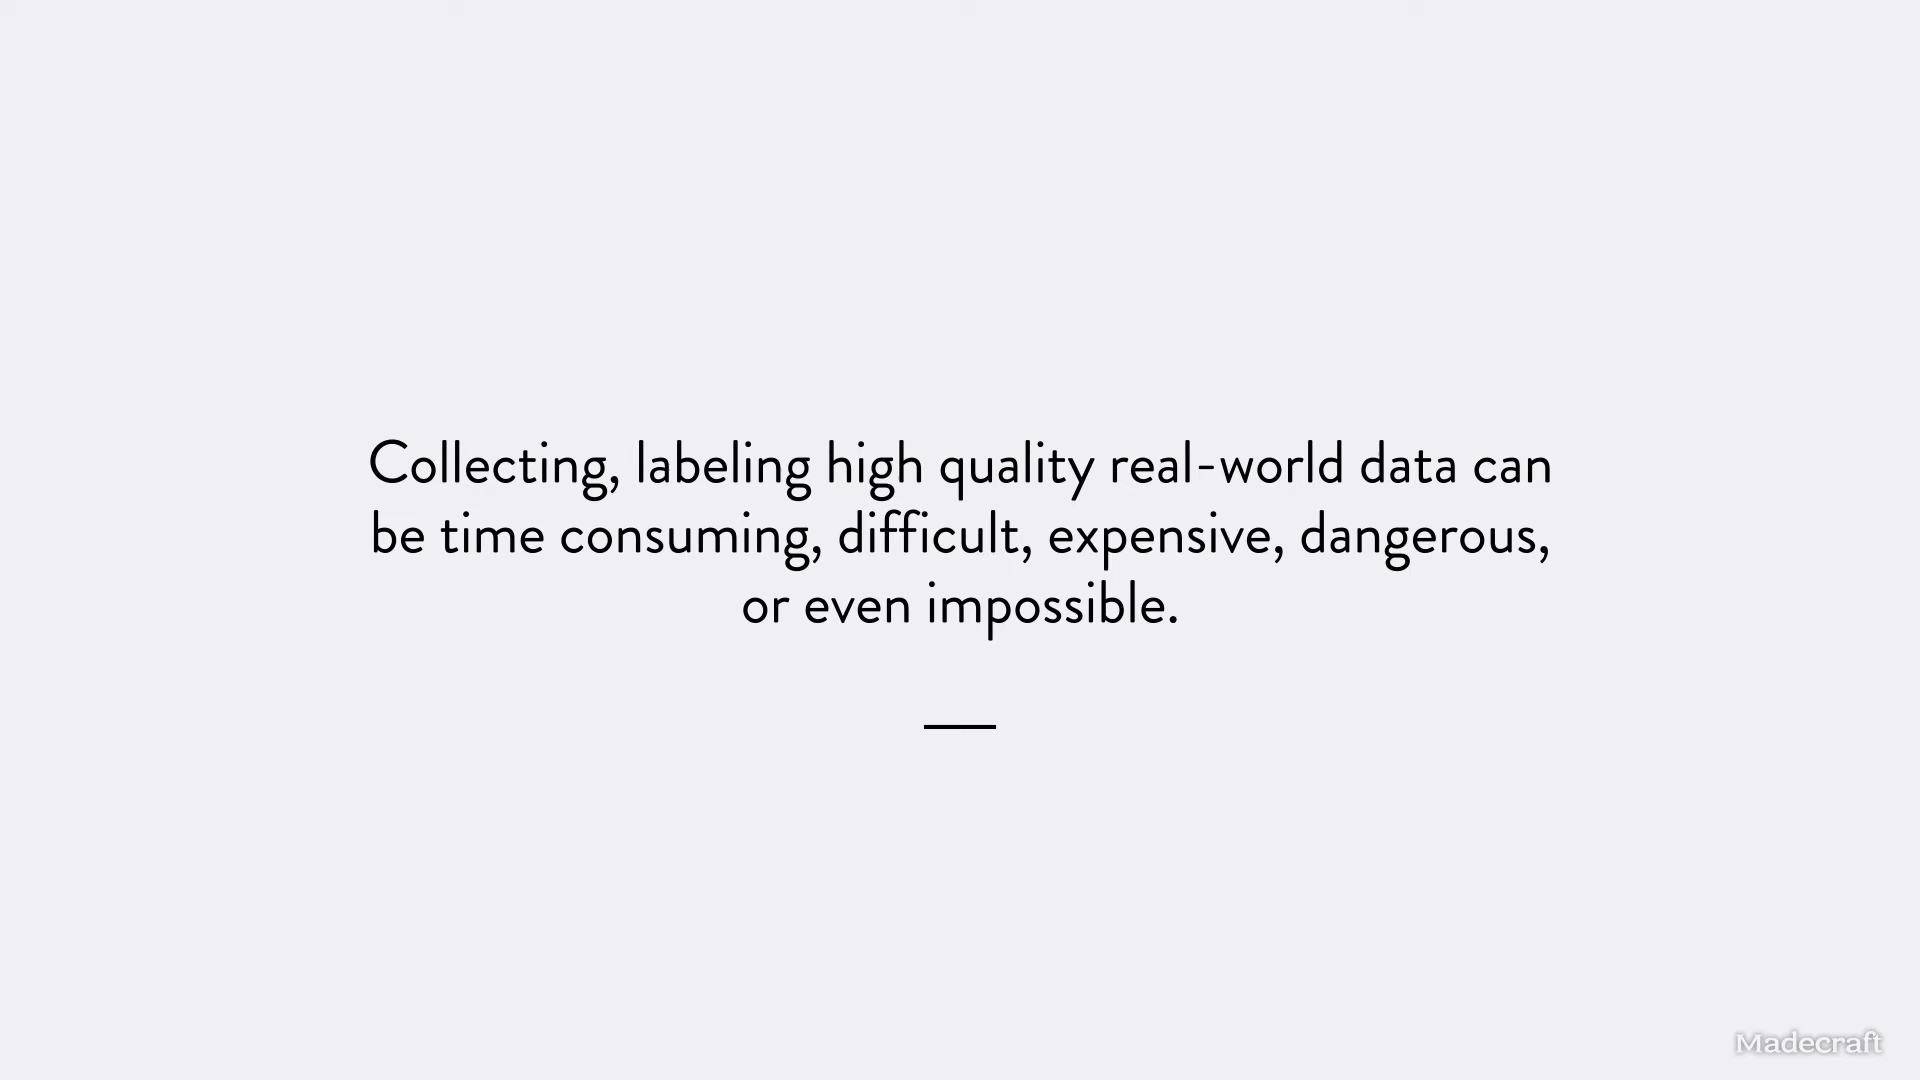 Collecting, labeling high quality real-world data can
be time consuming, difficult, expensive, dangerous,
or even impossible.
Madecraft